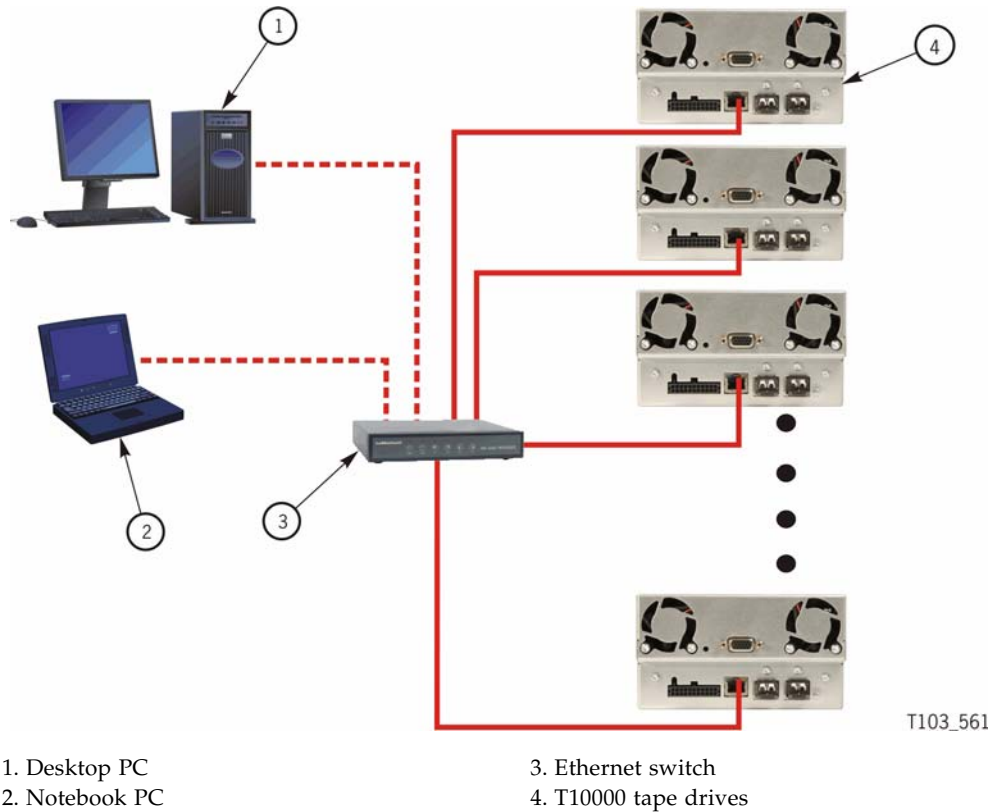 1
4
2
3
T103_561
1. Desktop PC
2. Notebook PC
3. Ethernet switch
4. T10000 tape drives